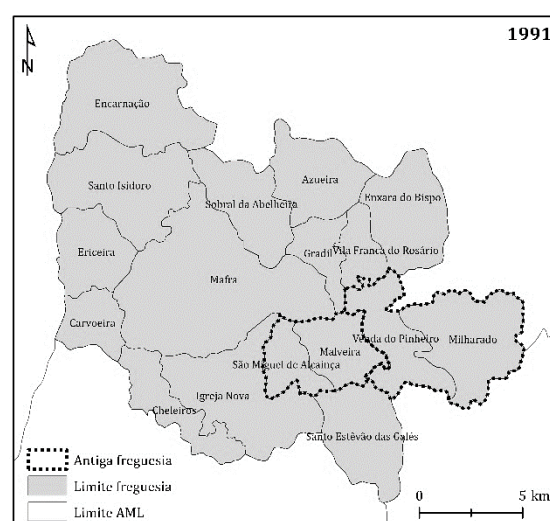 1991
N
Encarnação
Azueira
Santo Isidoro
Enxara do Bispo
Sobral da Abelheira
Ericeira
Gradil
Vila Franca do Rosário
Mafra
Carvoeira
Venda do Pinheiro
Milharado
Malveira
São Miguel de Alcainça
Igreja Nova
Cheleiros
Santo Estêvão das Galés
Antiga freguesia
Limite freguesia
Limite AML
0 5 km